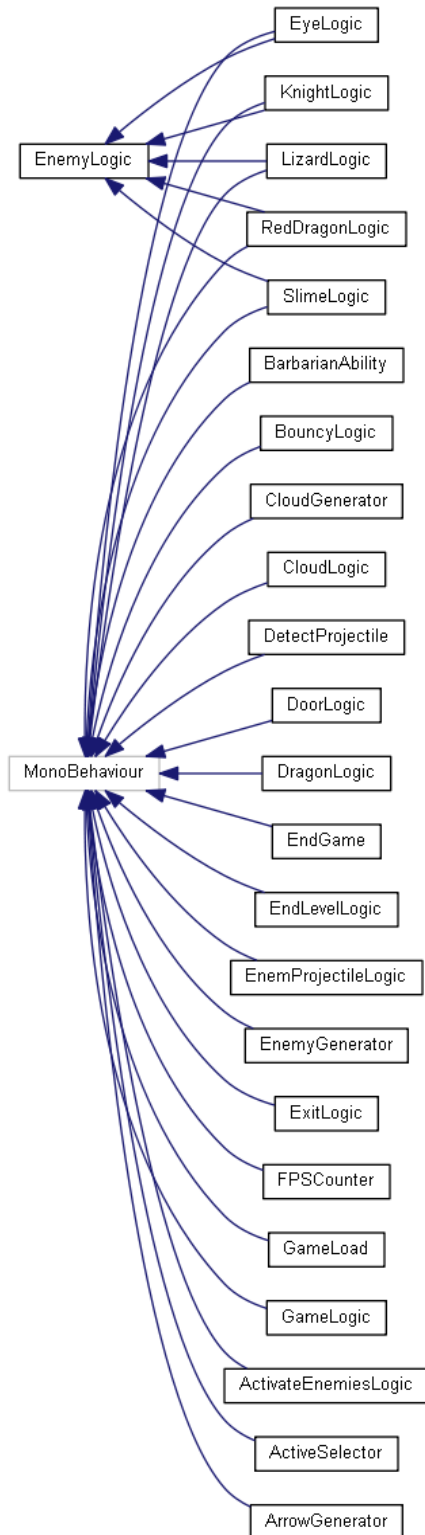 EyeLogic
KnightLogic
EnemyLogic
LizardLogic
RedDragonLogic
SlimeLogic
BarbarianAbility
BouncyLogic
CloudGenerator
CloudLogic
DetectProjectile
DoorLogic
MonoBehaviour
DragonLogic
EndGame
EndLevelLogic
EnemProjectileLogic
EnemyGenerator
ExitLogic
FPSCounter
GameLoad
GameLogic
ActivateEnemiesLogic
ActiveSelector
ArrowGenerator